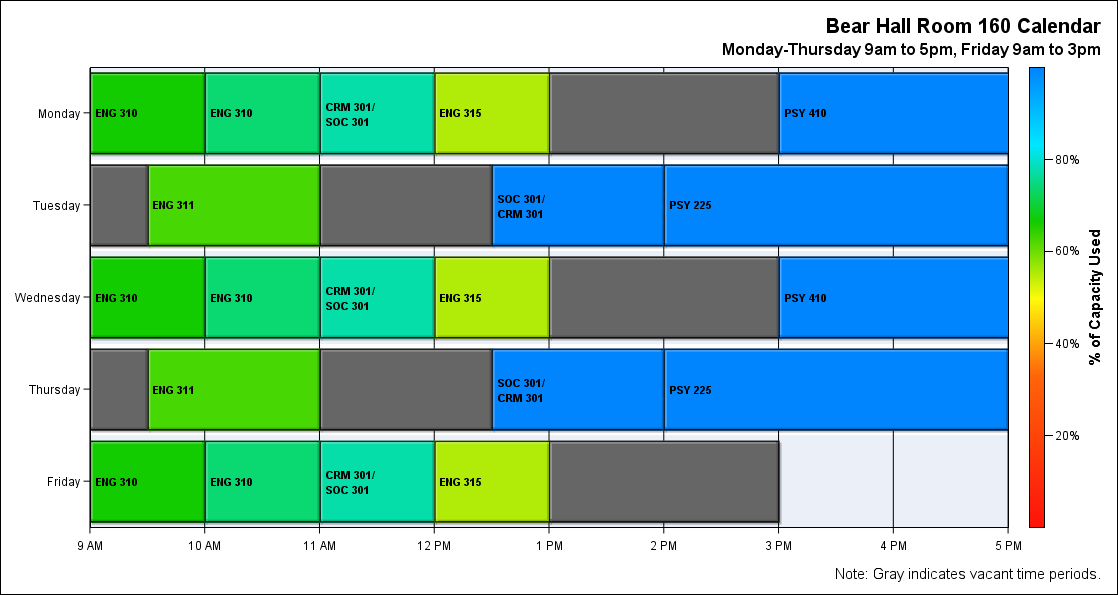 Bear Hall Room 160 Calendar
Monday-Thursday 9am to 5pm, Friday 9am to 3pm
Monday
ENG 310
ENG 310
CRM 301/
SOC 301
ENG 315
PSY 410
Tuesday
ENG 311
SOC 301/
CRM 301
PSY 225
Wednesday
ENG 310
ENG 310
CRM 301/
SOC 301
ENG 315
PSY 410
Thursday
ENG 311
SOC 301/
CRM 301
PSY 225
Friday
ENG 310
ENG 310
CRM 301/
SOC 301
ENG 315
9 AM
10 AM
11 AM
12 PM
1 PM
2 PM
3 PM
4 PM
5 PM
80%
60%
40%
20%
% of Capacity Used
Note: Gray indicates vacant time periods.